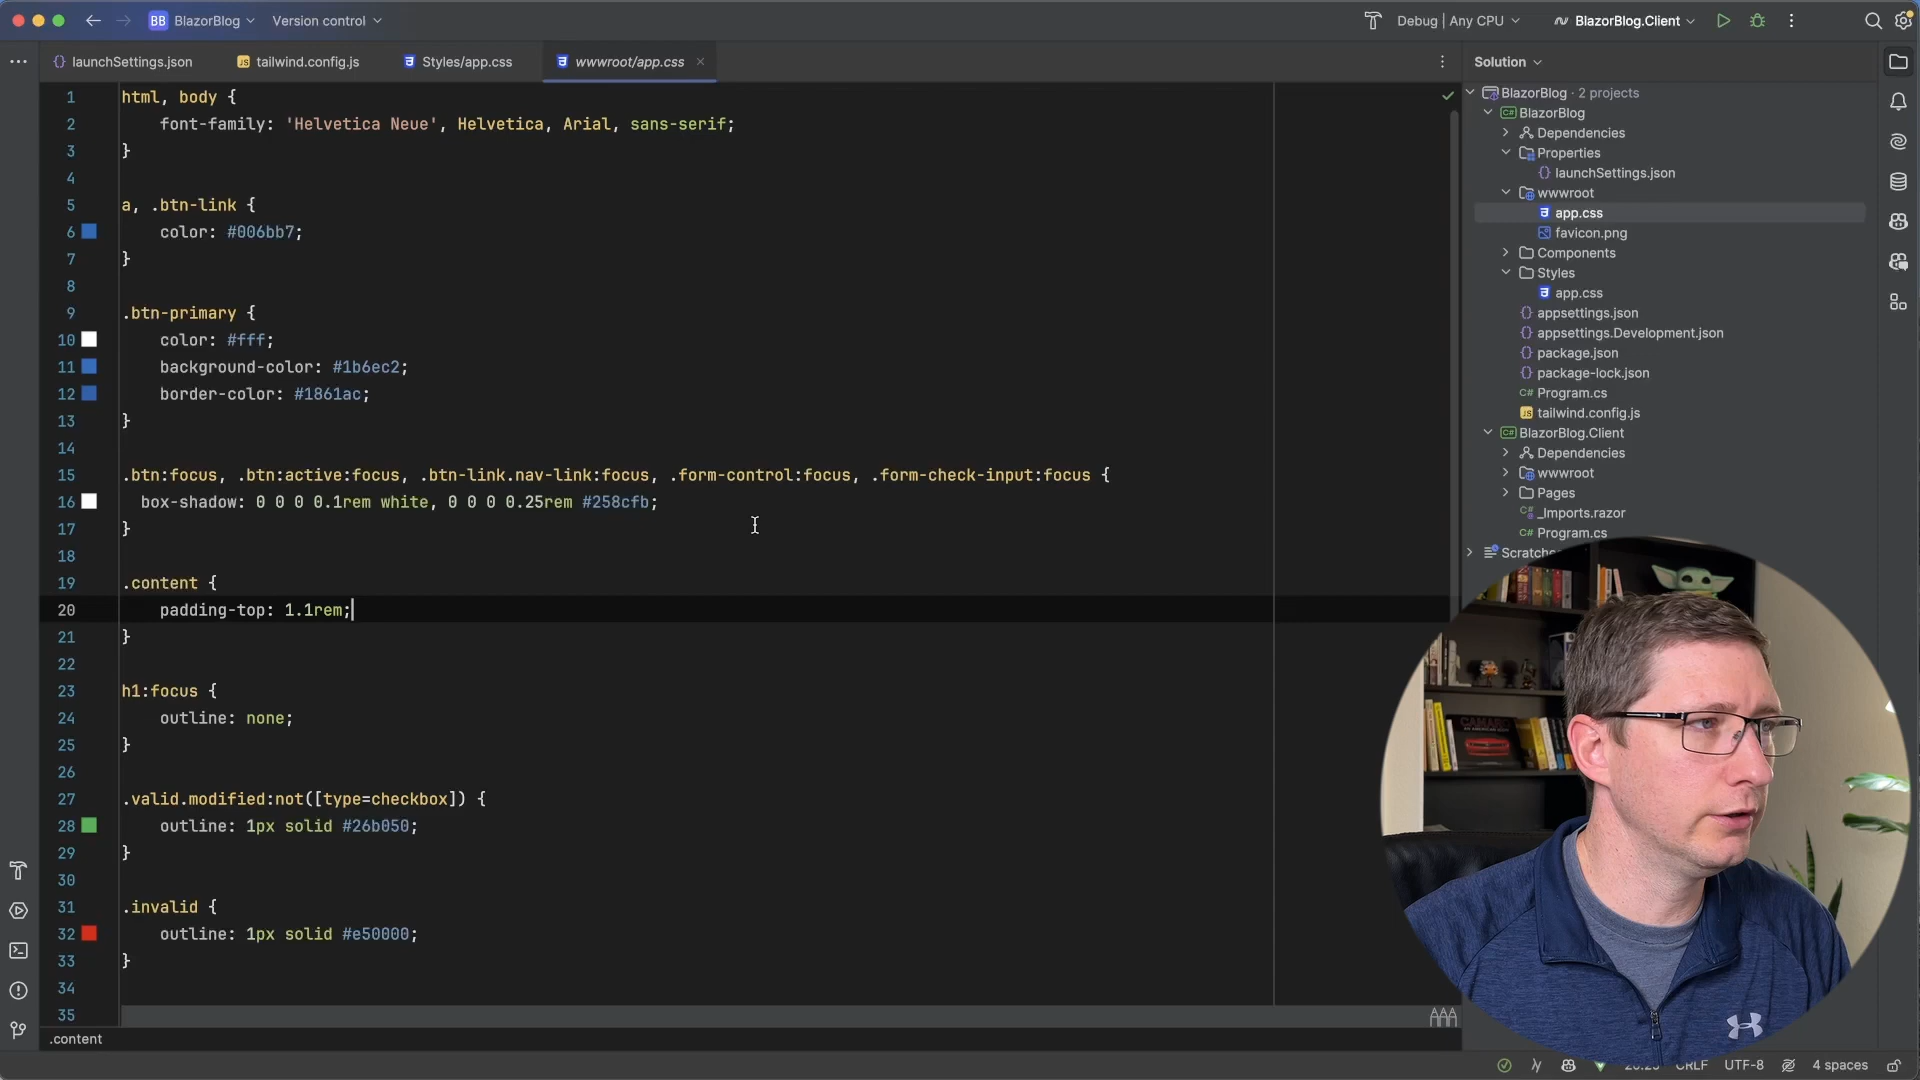 BB BlazorBlog Version control Debug | Any CPU BlazorBlog.Client
launchSettings.json tailwind.config.js Styles/app.css wwwroot/app.css Solution
1 html, body {
2 font-family: 'Helvetica Neue', Helvetica, Arial, sans-serif;
3 }
4
5 a, .btn-link {
6 color: #006bb7;
7 }
8
9 .btn-primary {
10 color: #fff;
11 background-color: #1b6ec2;
12 border-color: #1861ac;
13 }
14
15 .btn:focus, .btn:active:focus, .btn-link.nav-link:focus, .form-control:focus, .form-check-input:focus {
16 box-shadow: 0 0 0 0.1rem white, 0 0 0 0.25rem #258cfb;
17 }
18
19 .content {
20 padding-top: 1.1rem;
21 }
22
23 h1:focus {
24 outline: none;
25 }
26
27 .valid.modified:not([type=checkbox]) {
28 outline: 1px solid #26b050;
29 }
30
31 .invalid {
32 outline: 1px solid #e50000;
33 }
34
35
BlazorBlog · 2 projects
BlazorBlog
Dependencies
Properties
launchSettings.json
wwwroot
app.css
favicon.png
Components
Styles
app.css
appsettings.json
appsettings.Development.json
package.json
package-lock.json
C# Program.cs
JS tailwind.config.js
BlazorBlog.Client
Dependencies
wwwroot
Pages
_Imports.razor
C# Program.cs
CAMARO
.content
CRLF UTF-8 4 spaces